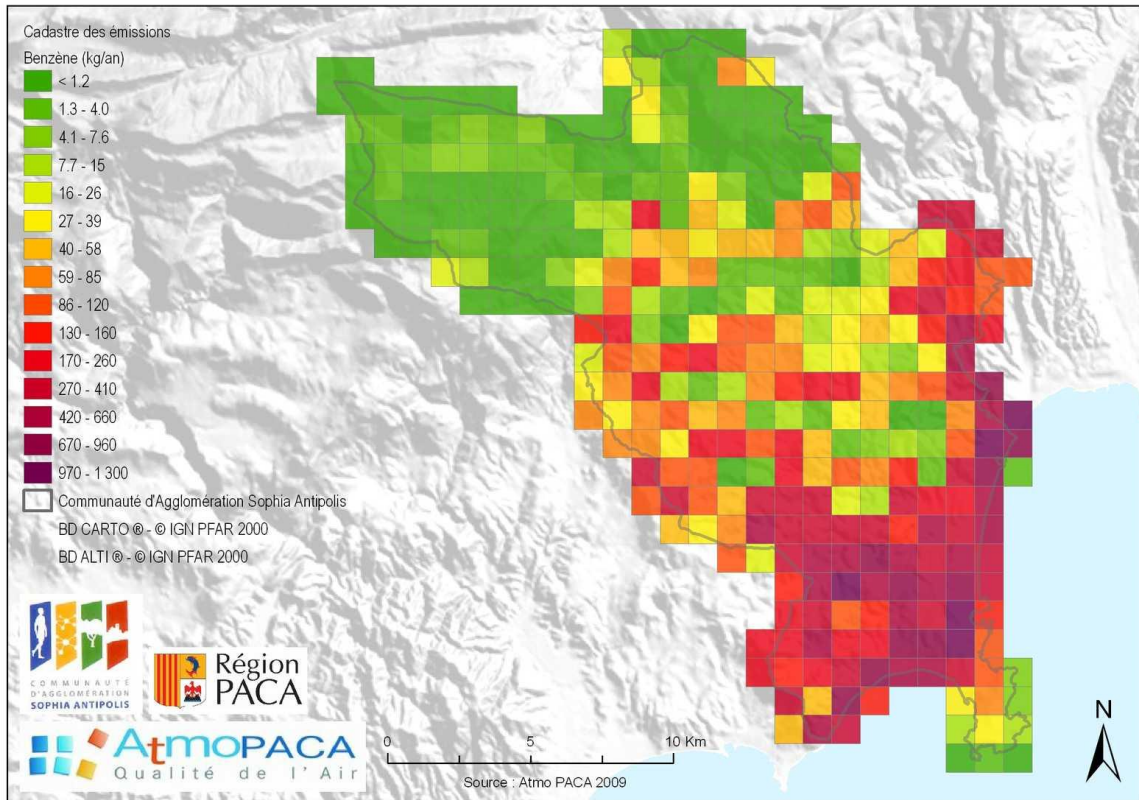 Cadastre des émissions
Benzène (kg/an)
< 1.2
1.3 - 4.0
4.1 - 7.6
7.7 - 15
16 - 26
27 - 39
40 - 58
59 - 85
86 - 120
130 - 160
170 - 260
270 - 410
420 - 660
670 - 960
970 - 1 300
Communauté d'Agglomération Sophia Antipolis
BD CARTO ® - © IGN PFAR 2000
BD ALTI ® - © IGN PFAR 2000
COMMUNAUTÉ
D'AGGLOMÉRATION
SOPHIA ANTIPOLIS
Région
PACA
AtmoPACA
Qualité de l'Air
0 5 10 Km
Source : Atmo PACA 2009
N